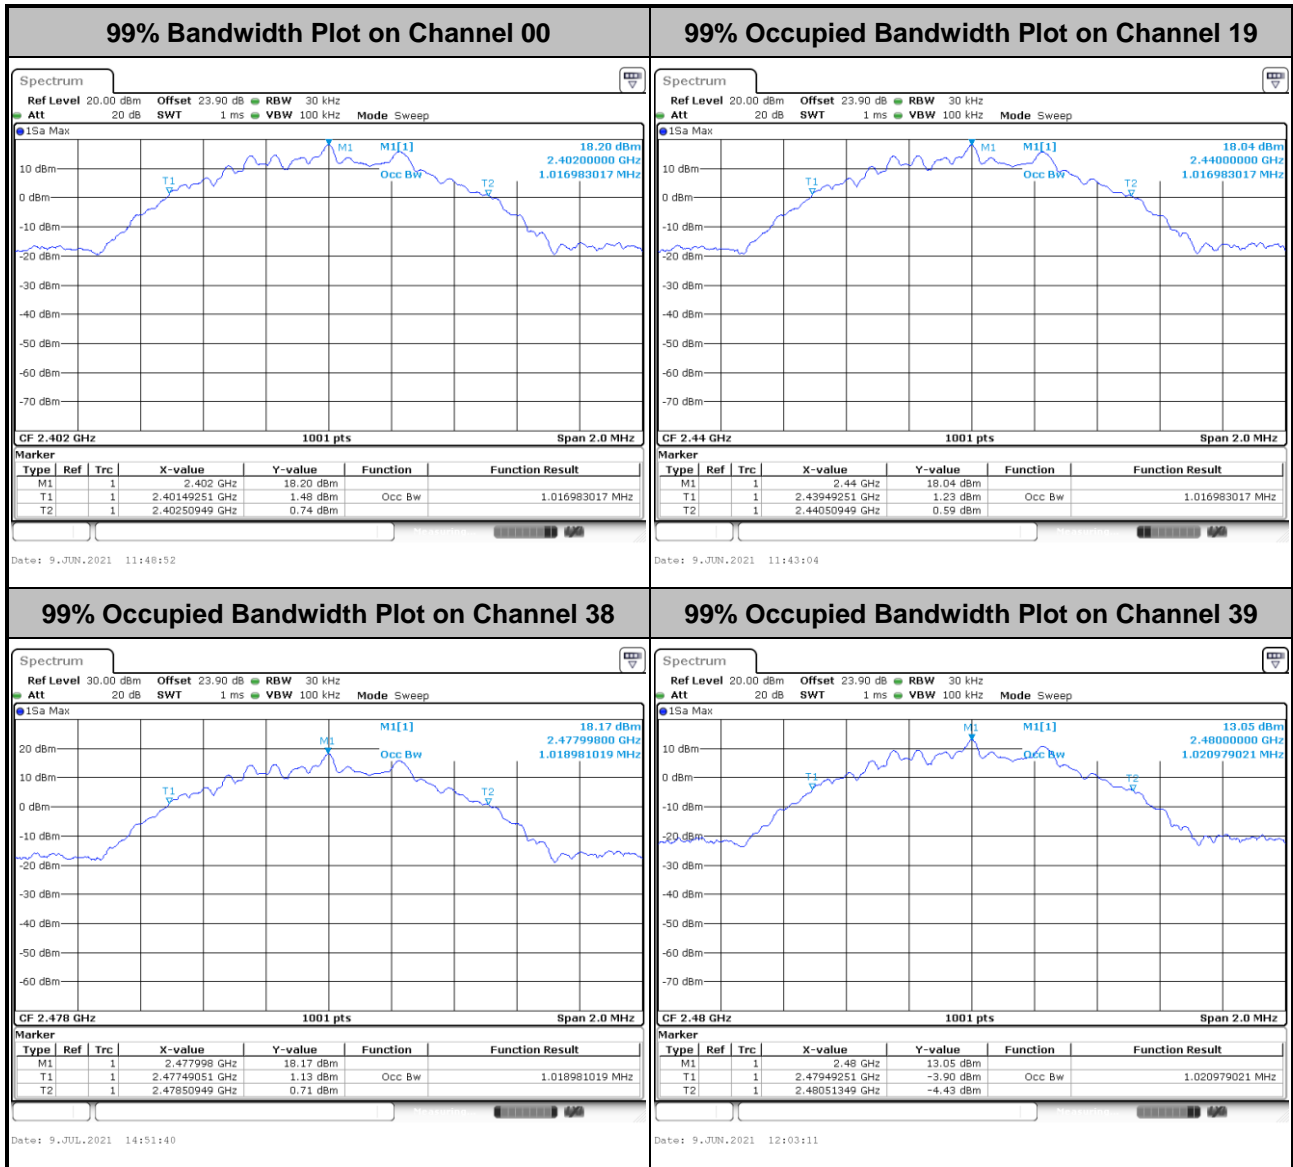 99% Bandwidth Plot on Channel 00
Spectrum
Ref Level 20.00 dBm Offset 23.90 dB RBW 30 kHz
Att 20 dB SWT 1 ms VBW 100 kHz Mode Sweep
1Sa Max
M1 M1[1] 18.20 dBm
2.40200000 GHz
10 dBm
Occ Bw 1.016983017 MHz
T1 T2
0 dBm
-10 dBm
-20 dBm
-30 dBm
-40 dBm
-50 dBm
-60 dBm
-70 dBm
CF 2.402 GHz 1001 pts Span 2.0 MHz
Marker
Type Ref Trc X-value Y-value Function Function Result
M1 1 2.402 GHz 18.20 dBm
T1 1 2.40149251 GHz 1.48 dBm Occ Bw 1.016983017 MHz
T2 1 2.40250949 GHz 0.74 dBm
Measuring...
Date: 9.JUN.2021 11:48:52
99% Occupied Bandwidth Plot on Channel 19
Spectrum
Ref Level 20.00 dBm Offset 23.90 dB RBW 30 kHz
Att 20 dB SWT 1 ms VBW 100 kHz Mode Sweep
1Sa Max
M1 M1[1] 18.04 dBm
2.44000000 GHz
10 dBm
Occ Bw 1.016983017 MHz
T1 T2
0 dBm
-10 dBm
-20 dBm
-30 dBm
-40 dBm
-50 dBm
-60 dBm
-70 dBm
CF 2.44 GHz 1001 pts Span 2.0 MHz
Marker
Type Ref Trc X-value Y-value Function Function Result
M1 1 2.44 GHz 18.04 dBm
T1 1 2.43949251 GHz 1.23 dBm Occ Bw 1.016983017 MHz
T2 1 2.44050949 GHz 0.59 dBm
Date: 9.JUN.2021 11:43:04
99% Occupied Bandwidth Plot on Channel 38
Spectrum
Ref Level 30.00 dBm Offset 23.90 dB RBW 30 kHz
Att 20 dB SWT 1 ms VBW 100 kHz Mode Sweep
1Sa Max
M1[1] 18.17 dBm
M1 2.47799800 GHz
20 dBm
Occ Bw 1.018981019 MHz
10 dBm
T1 T2
0 dBm
-10 dBm
-20 dBm
-30 dBm
-40 dBm
-50 dBm
-60 dBm
CF 2.478 GHz 1001 pts Span 2.0 MHz
Marker
Type Ref Trc X-value Y-value Function Function Result
M1 1 2.477998 GHz 18.17 dBm
T1 1 2.47749051 GHz 1.13 dBm Occ Bw 1.018981019 MHz
T2 1 2.47850949 GHz 0.71 dBm
Measuring...
Date: 9.JUL.2021 14:51:40
99% Occupied Bandwidth Plot on Channel 39
Spectrum
Ref Level 20.00 dBm Offset 23.90 dB RBW 30 kHz
Att 20 dB SWT 1 ms VBW 100 kHz Mode Sweep
1Sa Max
M1 M1[1] 13.05 dBm
2.48000000 GHz
10 dBm
Occ Bw 1.020979021 MHz
T1 T2
0 dBm
-10 dBm
-20 dBm
-30 dBm
-40 dBm
-50 dBm
-60 dBm
-70 dBm
CF 2.48 GHz 1001 pts Span 2.0 MHz
Marker
Type Ref Trc X-value Y-value Function Function Result
M1 1 2.48 GHz 13.05 dBm
T1 1 2.47949251 GHz -3.90 dBm Occ Bw 1.020979021 MHz
T2 1 2.48051349 GHz -4.43 dBm
Measuring...
Date: 9.JUN.2021 12:03:11